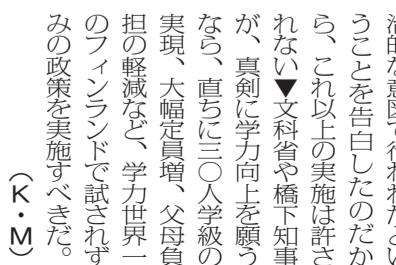 治的な意図で行われたとい
うことを告白したのだか
ら、これ以上の実施は許さ
れない▼文科省や橋下知事
が、真剣に学力向上を願う
なら、直ちに三〇人学級の
実現、大幅定員増、父母負
担の軽減など、学力世界一
のフィンランドで試されず
みの政策を実施すべきだ。
（K・M）